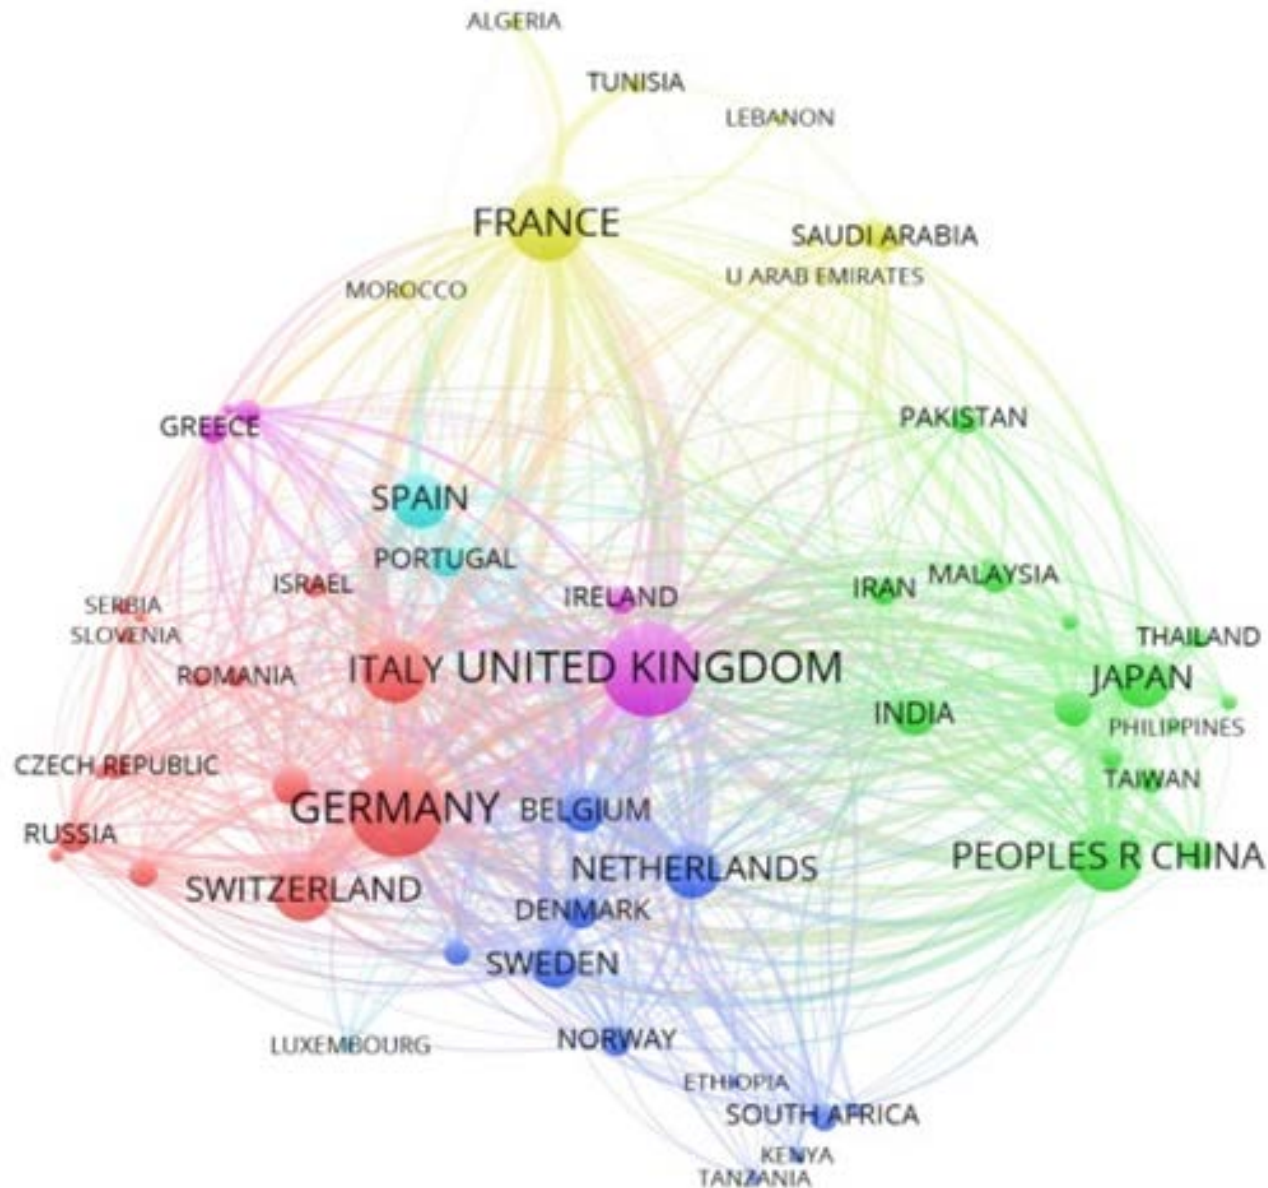 ALGERIA
TUNISIA
LEBANON
FRANCE
SAUDI ARABIA
U ARAB EMIRATES
MOROCCO
PAKISTAN
GREECE
SPAIN
PORTUGAL
ISRAEL
IRELAND
IRAN
MALAYSIA
SERBIA
SLOVENIA
THAILAND
ROMANIA
ITALY
UNITED KINGDOM
JAPAN
INDIA
PHILIPPINES
CZECH REPUBLIC
TAIWAN
GERMANY
BELGIUM
RUSSIA
PEOPLES R CHINA
NETHERLANDS
SWITZERLAND
DENMARK
SWEDEN
LUXEMBOURG
NORWAY
ETHIOPIA
SOUTH AFRICA
KENYA
TANZANIA